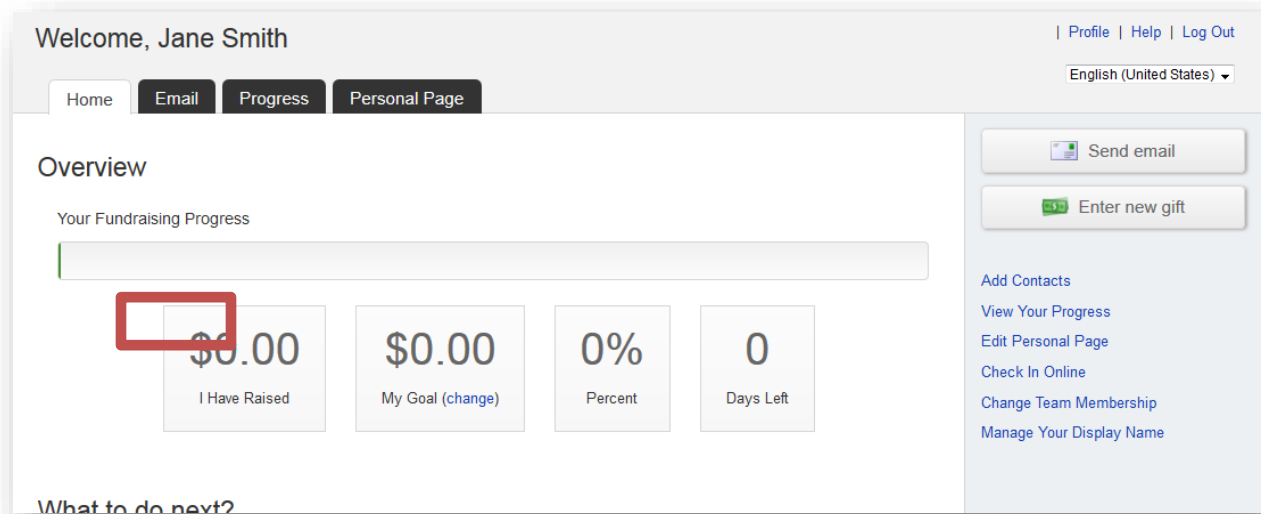 Welcome, Jane Smith
| Profile | Help | Log Out
English (United States)
Home Email Progress Personal Page
Overview
Your Fundraising Progress
$0.00 $0.00 0% 0
I Have Raised My Goal (change) Percent Days Left
What to do next?
Send email
Enter new gift
Add Contacts
View Your Progress
Edit Personal Page
Check In Online
Change Team Membership
Manage Your Display Name